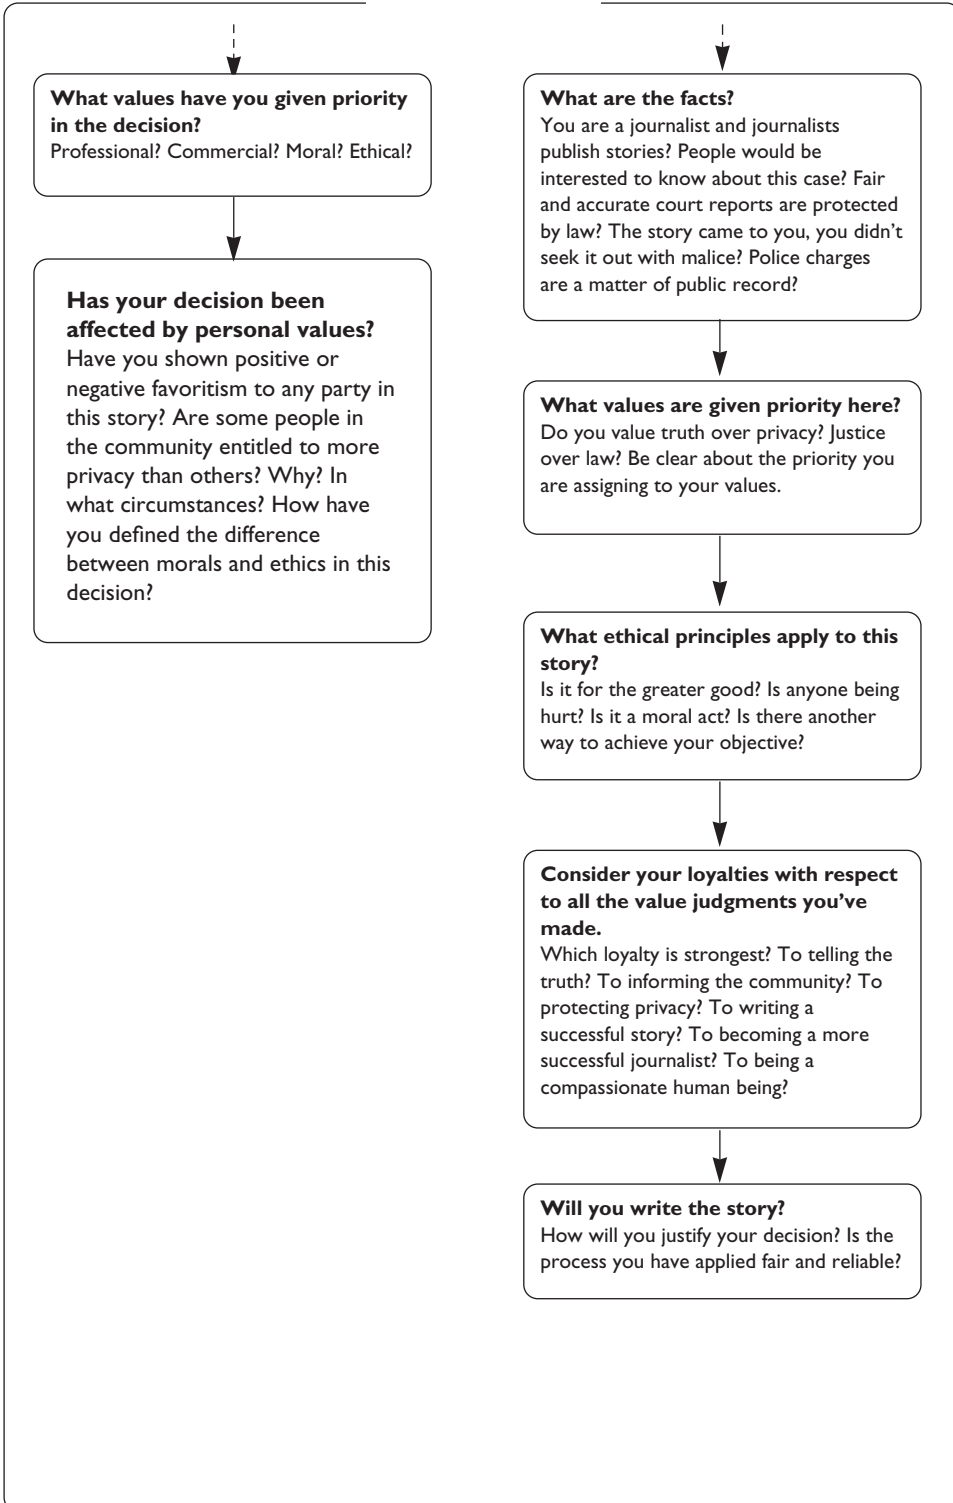 What values have you given priority
in the decision?
Professional? Commercial? Moral? Ethical?
Has your decision been
affected by personal values?
Have you shown positive or
negative favoritism to any party in
this story? Are some people in
the community entitled to more
privacy than others? Why? In
what circumstances? How have
you defined the difference
between morals and ethics in this
decision?
What are the facts?
You are a journalist and journalists
publish stories? People would be
interested to know about this case? Fair
and accurate court reports are protected
by law? The story came to you, you didn't
seek it out with malice? Police charges
are a matter of public record?
What values are given priority here?
Do you value truth over privacy? Justice
over law? Be clear about the priority you
are assigning to your values.
What ethical principles apply to this
story?
Is it for the greater good? Is anyone being
hurt? Is it a moral act? Is there another
way to achieve your objective?
Consider your loyalties with respect
to all the value judgments you've
made.
Which loyalty is strongest? To telling the
truth? To informing the community? To
protecting privacy? To writing a
successful story? To becoming a more
successful journalist? To being a
compassionate human being?
Will you write the story?
How will you justify your decision? Is the
process you have applied fair and reliable?